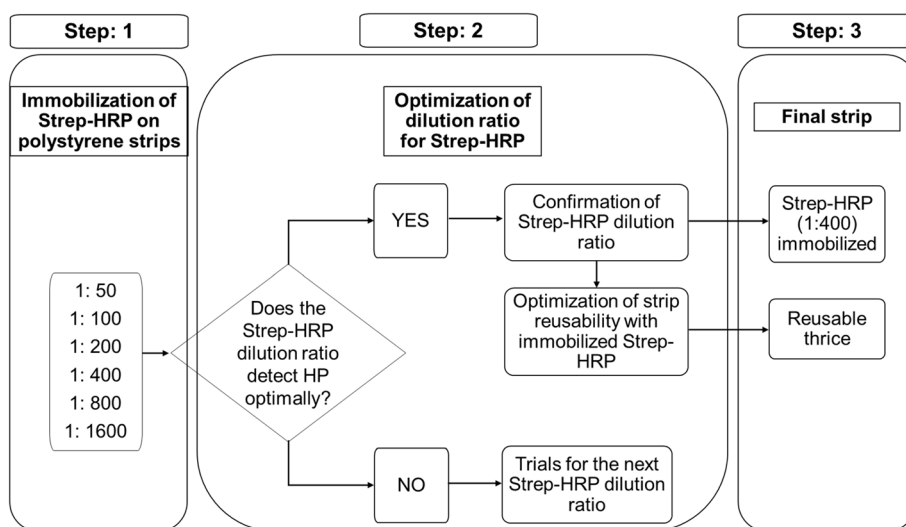 Step: 1
Immobilization of
Strep-HRP on
polystyrene strips
1: 50
1: 100
1: 200
1: 400
1: 800
1: 1600
Step: 2
Optimization of
dilution ratio
for Strep-HRP
Does the
Strep-HRP
dilution ratio
detect HP
optimally?
YES
Confirmation of
Strep-HRP dilution
ratio
Optimization of strip
reusability with
immobilized Strep-
HRP
NO
Trials for the next
Strep-HRP dilution
ratio
Step: 3
Final strip
Strep-HRP
(1:400)
immobilized
Reusable
thrice